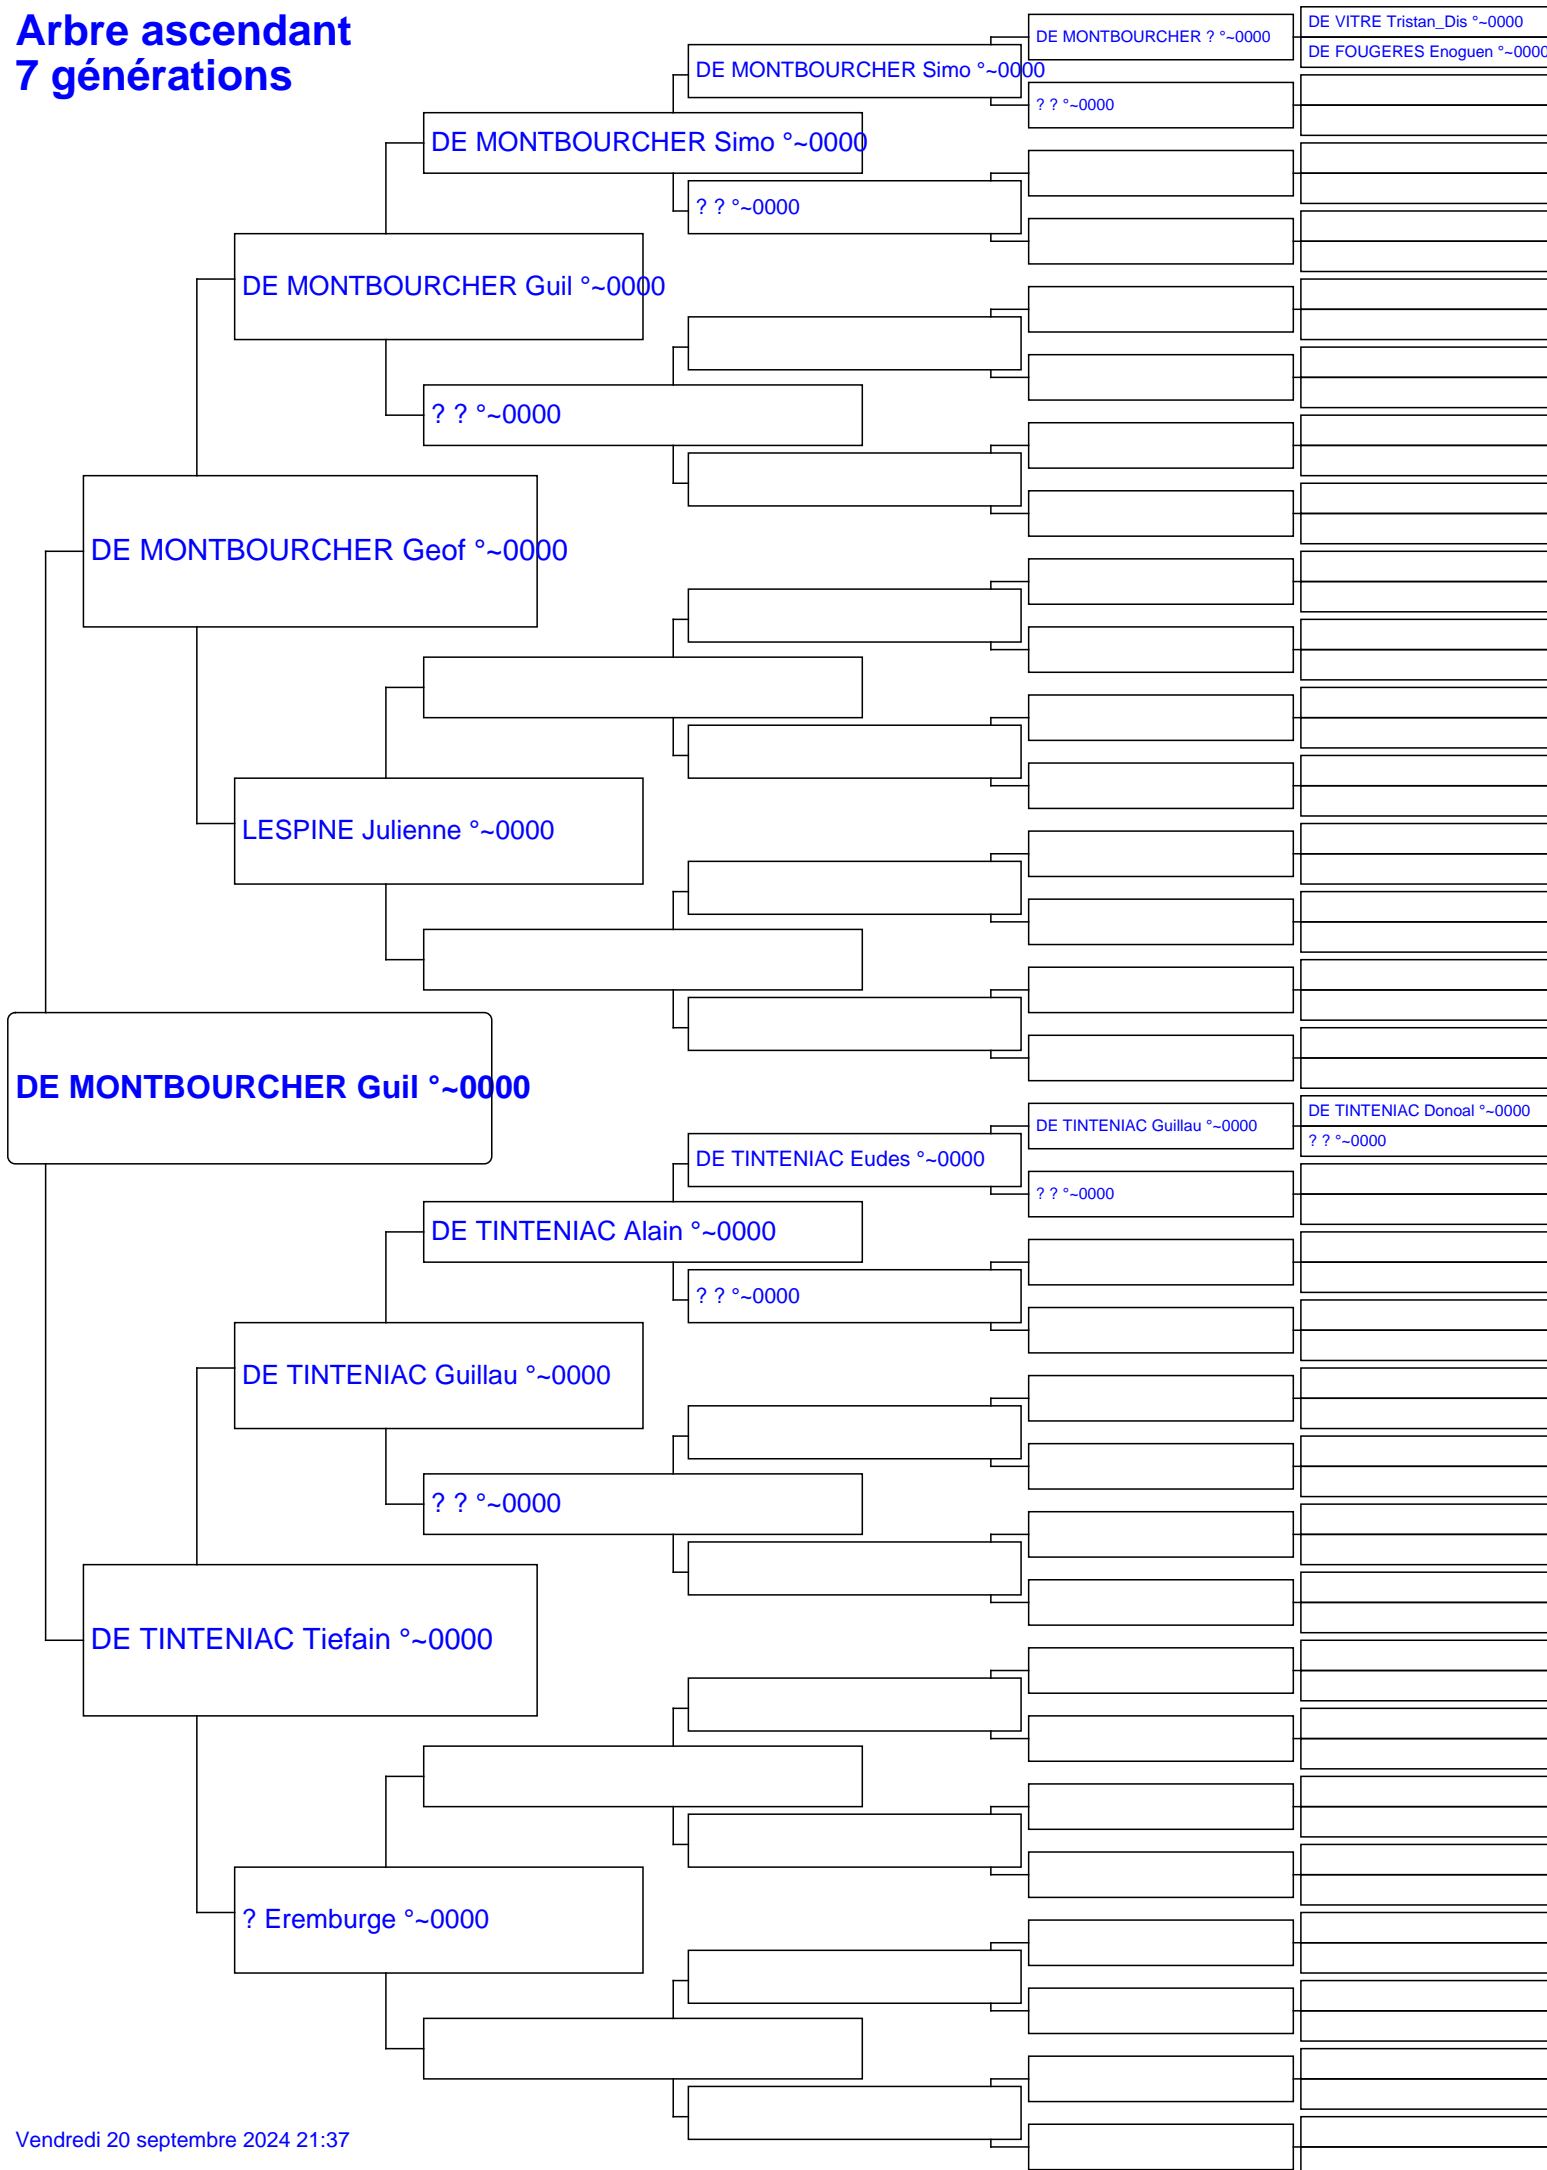 Arbre ascendant
7 générations
DE VITRE Tristan_Dis °~0000
DE MONTBOURCHER ? °~0000
DE FOUGERES Enoguen °~0000
DE MONTBOURCHER Simo °~0000
? ? °~0000
DE MONTBOURCHER Simo °~0000
? ? °~0000
DE MONTBOURCHER Guil °~0000
? ? °~0000
DE MONTBOURCHER Geof °~0000
LESPINE Julienne °~0000
DE MONTBOURCHER Guil °~0000
DE TINTENIAC Donoal °~0000
DE TINTENIAC Guillau °~0000
? ? °~0000
DE TINTENIAC Eudes °~0000
? ? °~0000
DE TINTENIAC Alain °~0000
? ? °~0000
DE TINTENIAC Guillau °~0000
? ? °~0000
DE TINTENIAC Tiefain °~0000
? Eremburge °~0000
Vendredi 20 septembre 2024 21:37